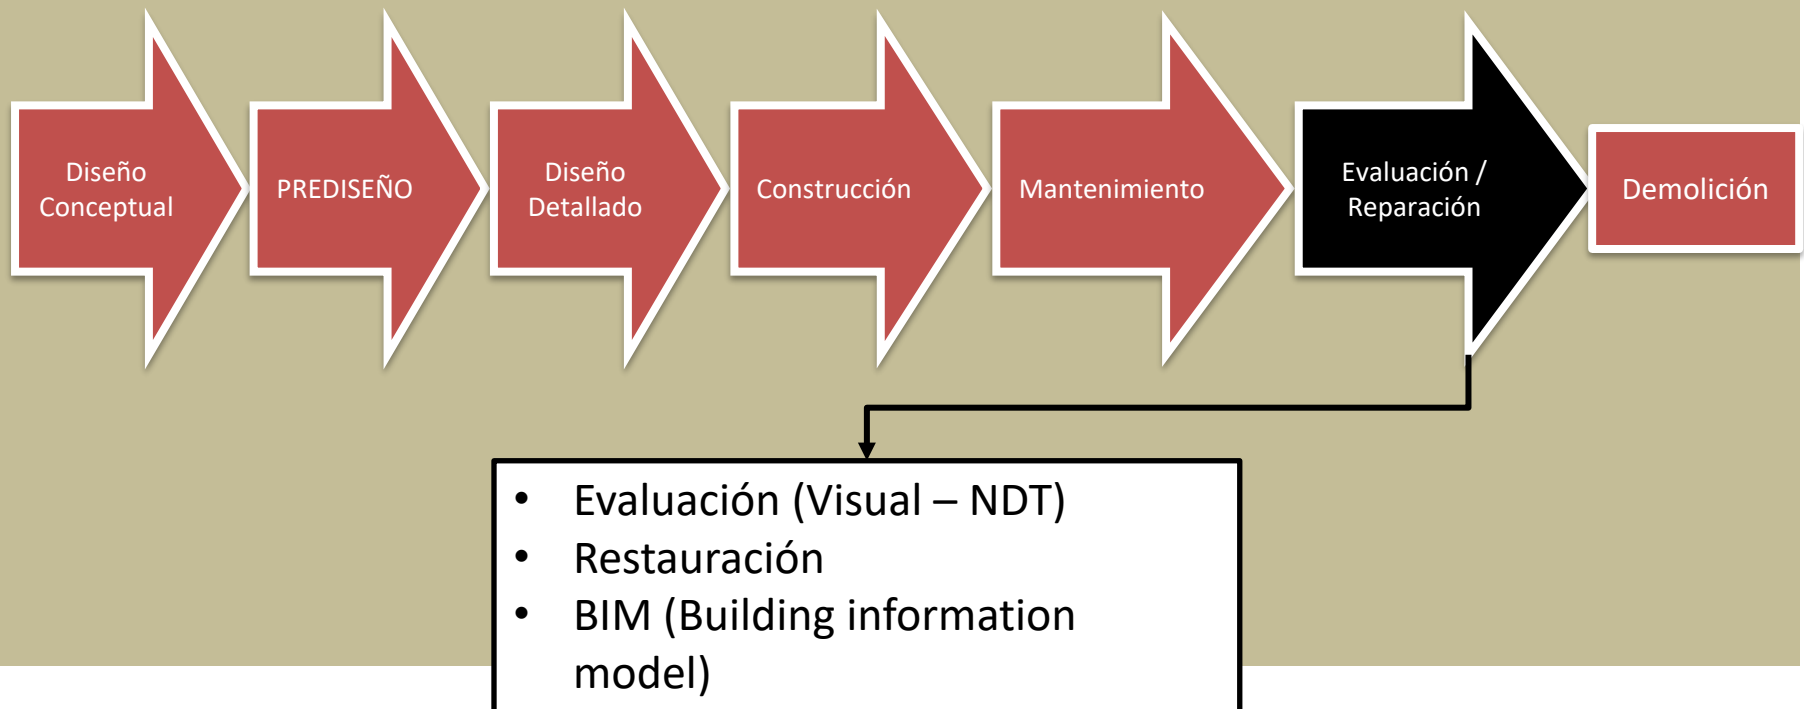 Diseño
Conceptual
PREDISEÑO
Diseño
Detallado
Construcción
Mantenimiento
Evaluación /
Reparación
Demolición
• Evaluación (Visual – NDT)
• Restauración
• BIM (Building information
model)